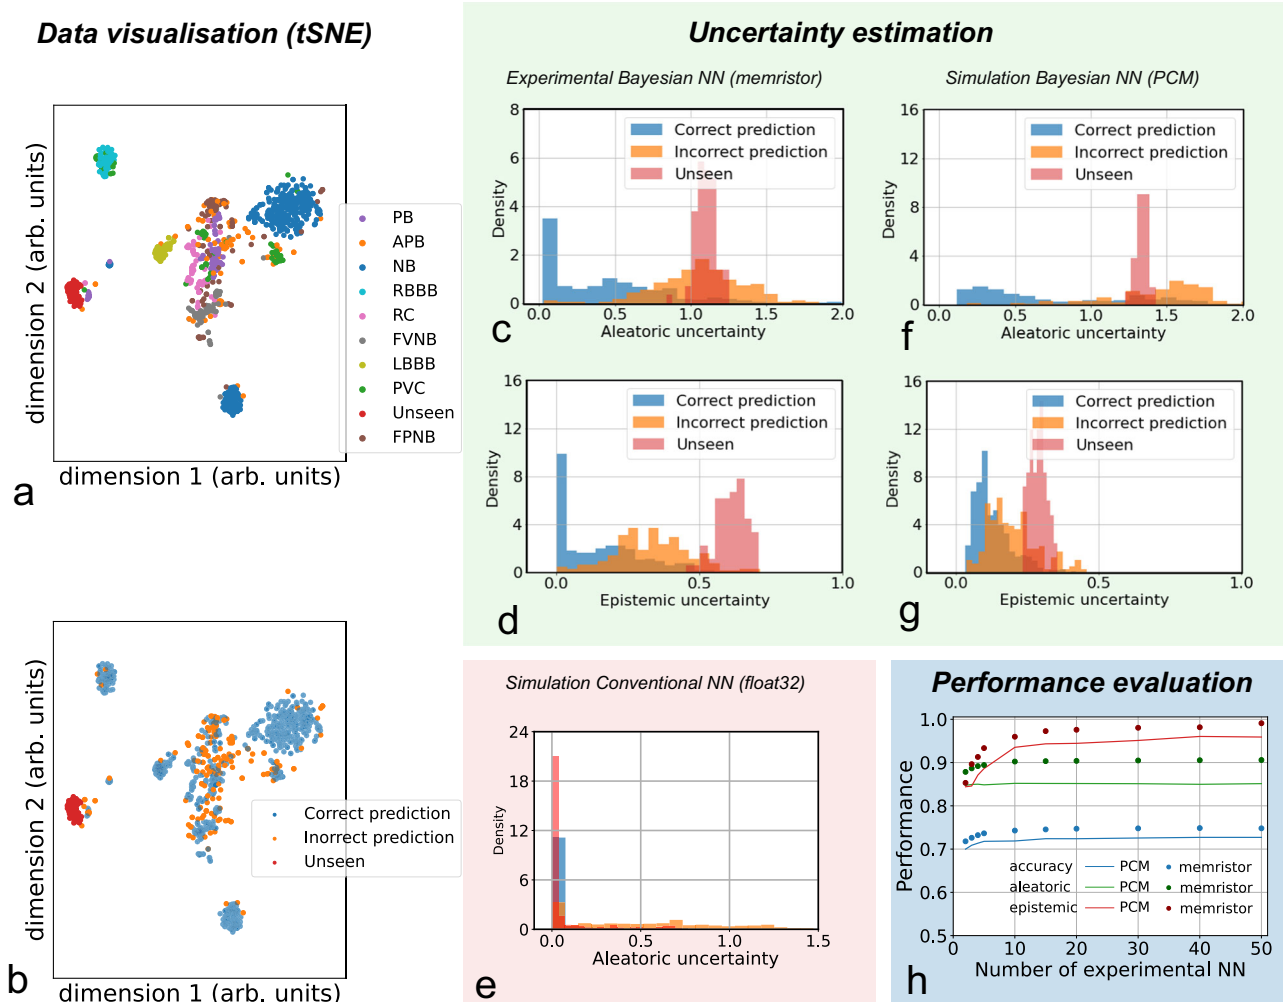 Data visualisation (tSNE)
dimension 2 (arb. units)
dimension 1 (arb. units)
PB
APB
NB
RBBB
RC
FVNB
LBBB
PVC
Unseen
FPNB
a
dimension 2 (arb. units)
dimension 1 (arb. units)
Correct prediction
Inorrect prediction
Unseen
b
Uncertainty estimation
Experimental Bayesian NN (memristor)
8
6
4
2
0
Density
Correct prediction
Incorrect prediction
Unseen
0.0 0.5 1.0 1.5 2.0
Aleatoric uncertainty
c
16
12
8
4
0
Density
Correct prediction
Incorrect prediction
Unseen
0.0 0.5 1.0
Epistemic uncertainty
d
Simulation Bayesian NN (PCM)
16
12
8
4
0
Density
Correct prediction
Incorrect prediction
Unseen
0.0 0.5 1.0 1.5 2.0
Aleatoric uncertainty
f
16
12
8
4
0
Density
Correct prediction
Incorrect prediction
Unseen
0.0 0.5 1.0
Epistemic uncertainty
g
Simulation Conventional NN (float32)
24
18
12
6
0
Density
0.0 0.5 1.0 1.5
Aleatoric uncertainty
e
Performance evaluation
1.0
0.9
0.8
0.7
0.6
0.5
Performance
accuracy PCM memristor
aleatoric PCM memristor
epistemic PCM memristor
0 10 20 30 40 50
Number of experimental NN
h